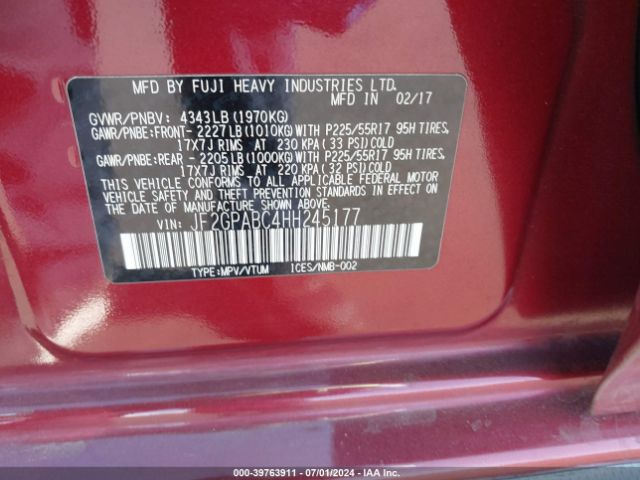 MFD BY FUJI HEAVY INDUSTRIES LTD.
MFD IN 02/17
GVWR/PNBV: 4343LB (1970KG)
GAWR/PNBE: FRONT- 2227LB (1010KG) WITH P225/55R17 95H TIRES,
17X7J RIMS AT 230 KPA (33 PSI) COLD
GAWR/PNBE: REAR - 2205LB (1000KG) WITH P225/55R17 95H TIRES,
17X7J RIMS AT 220 KPA (32 PSI) COLD
THIS VEHICLE CONFORMS TO ALL APPLICABLE FEDERAL MOTOR
VEHICLE SAFETY AND THEFT PREVENTION STANDARDS IN EFFECT
ON THE DATE OF MANUFACTURE SHOWN ABOVE.
VIN: JF2GPABC4HH245177
TYPE: MPV/VTUM ICES/NMB-002
000-39763911 - 07/01/2024 - IAA Inc.